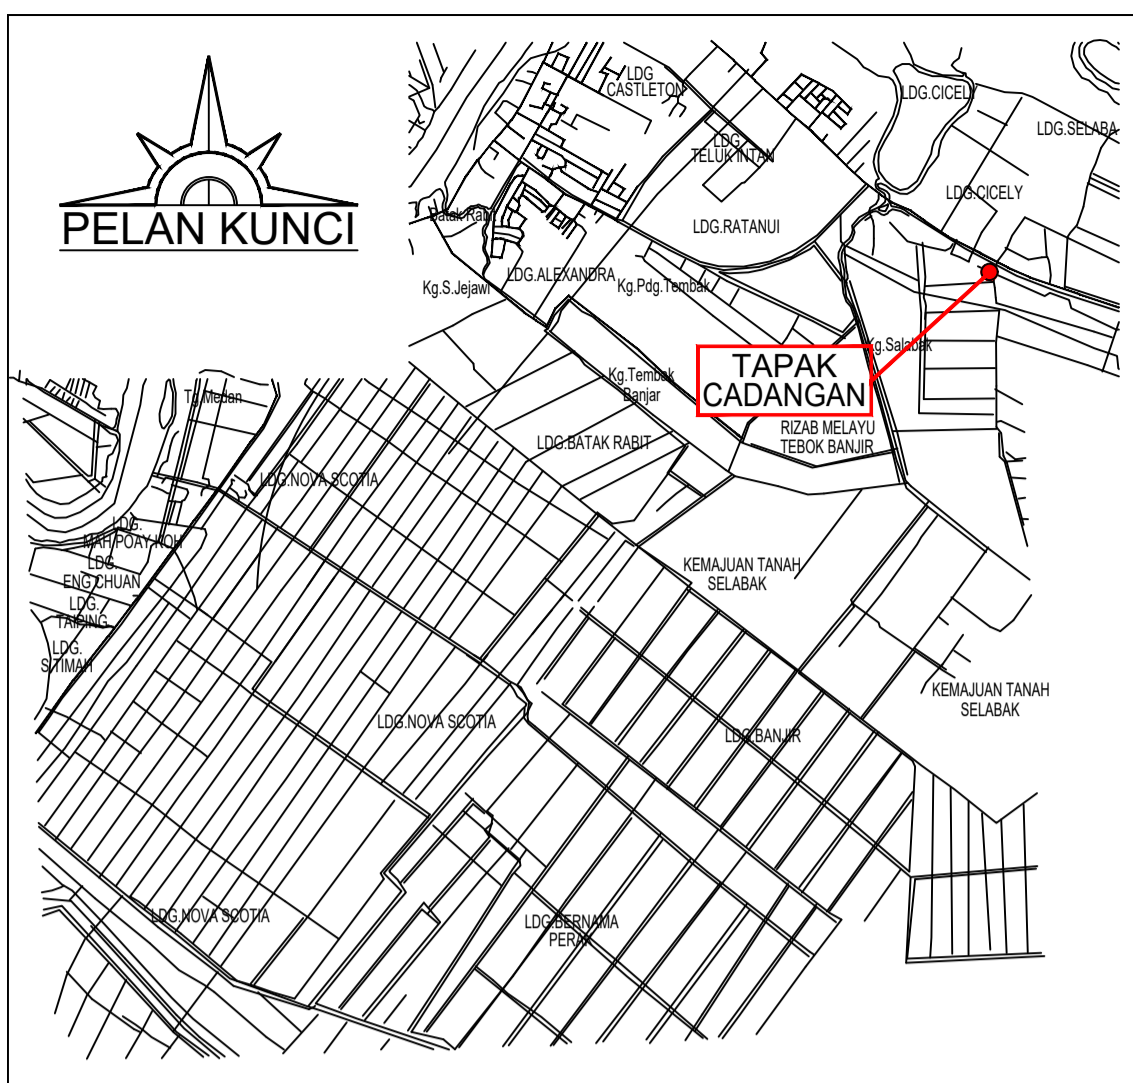 PELAN KUNCI
LDG
CASTLETON
LDG.CICELY
LDG.SELABA
LDG.
TELUK INTAN
LDG.CICELY
Batak Rabit
LDG.RATANUI
LDG.ALEXANDRA
Kg.S.Jejawi
Kg.Pdg.Tembak
Kg.Salabak
TAPAK
CADANGAN
Kg.Tembak
Banjar
Tg.Medan
RIZAB MELAYU
TEBOK BANJIR
LDG.BATAK RABIT
LDG.NOVA SCOTIA
LDG.
MAH POAY KOH
LDG.
ENG CHUAN
KEMAJUAN TANAH
SELABAK
LDG.
TAIPING
LDG.
SITIMAH
KEMAJUAN TANAH
SELABAK
LDG.NOVA SCOTIA
LDG.BANJIR
LDG.NOVA SCOTIA
LDG.BERNAMA
PERAK